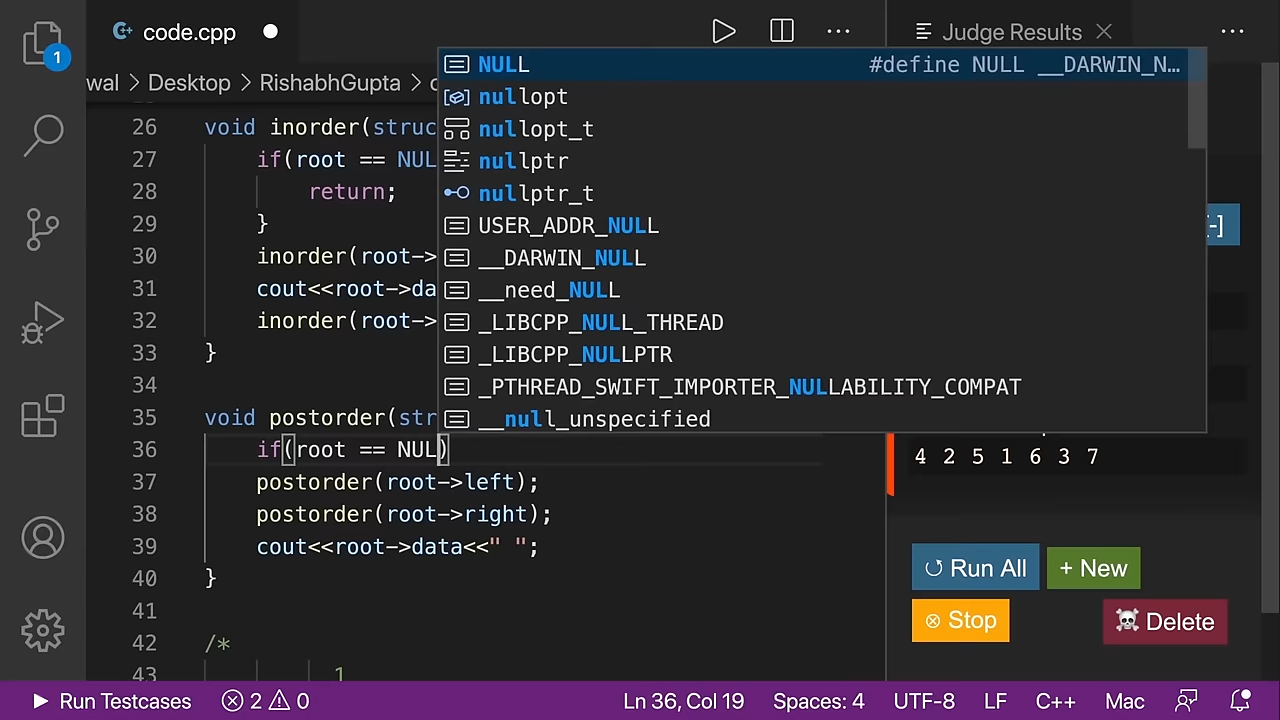 1
code.cpp
Judge Results
wal > Desktop > RishabhGupta >
NULL #define NULL __DARWIN_N…
nullopt
nullopt_t
nullptr
nullptr_t
USER_ADDR_NULL
__DARWIN_NULL
__need_NULL
_LIBCPP_NULL_THREAD
_LIBCPP_NULLPTR
_PTHREAD_SWIFT_IMPORTER_NULLABILITY_COMPAT
__null_unspecified
26 void inorder(struc
27 if(root == NUL
28 return;
29 }
30 inorder(root->
31 cout<<root->da
32 inorder(root->
33 }
34
35 void postorder(str
36 if(root == NUL)
37 postorder(root->left);
38 postorder(root->right);
39 cout<<root->data<<" ";
40 }
41
42 /*
43 1
[-]
4 2 5 1 6 3 7
Run All
+ New
Stop
Delete
Run Testcases
2
0
Ln 36, Col 19
Spaces: 4
UTF-8
LF
C++
Mac